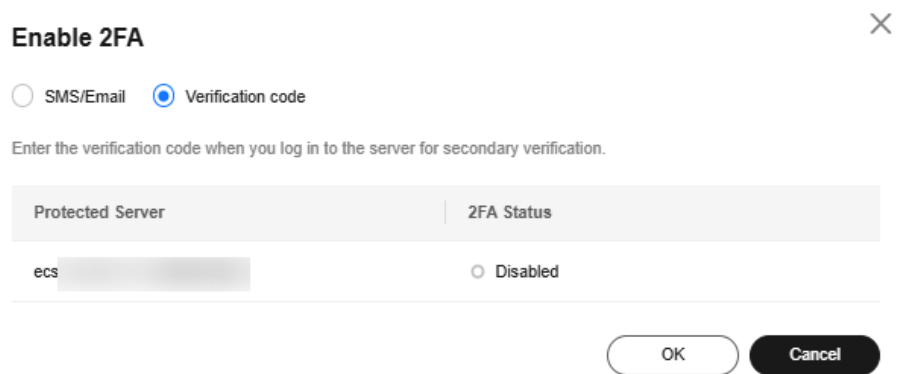 Enable 2FA
SMS/Email Verification code
Enter the verification code when you log in to the server for secondary verification.
Protected Server 2FA Status
ecs Disabled
OK Cancel